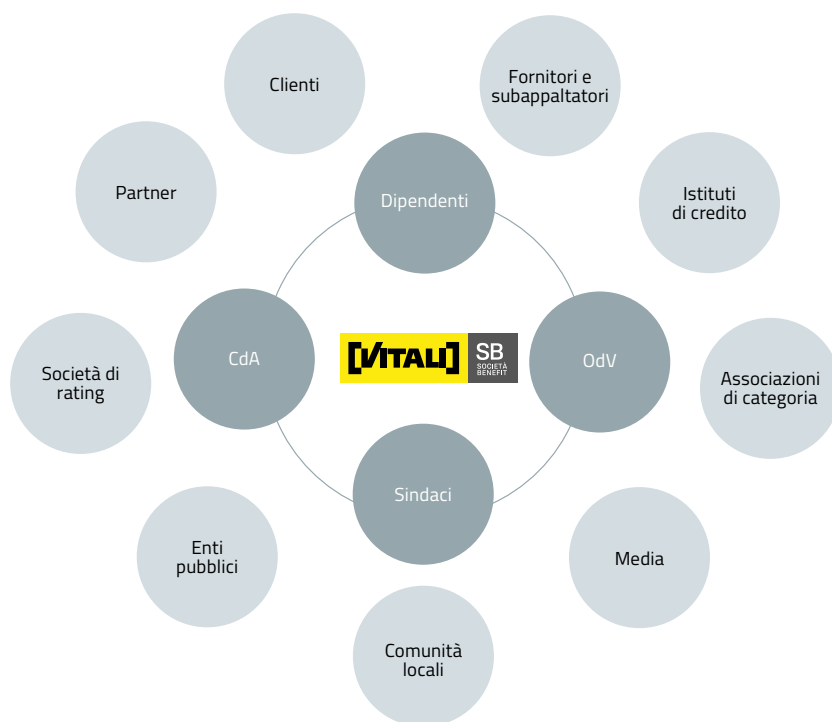 Clienti
Fornitori e
subappaltatori
Partner
Dipendenti
Istituti
di credito
CdA
[VITALI]
SB
SOCIETÀ
BENEFIT
OdV
Società di
rating
Associazioni
di categoria
Sindaci
Enti
pubblici
Media
Comunità
locali